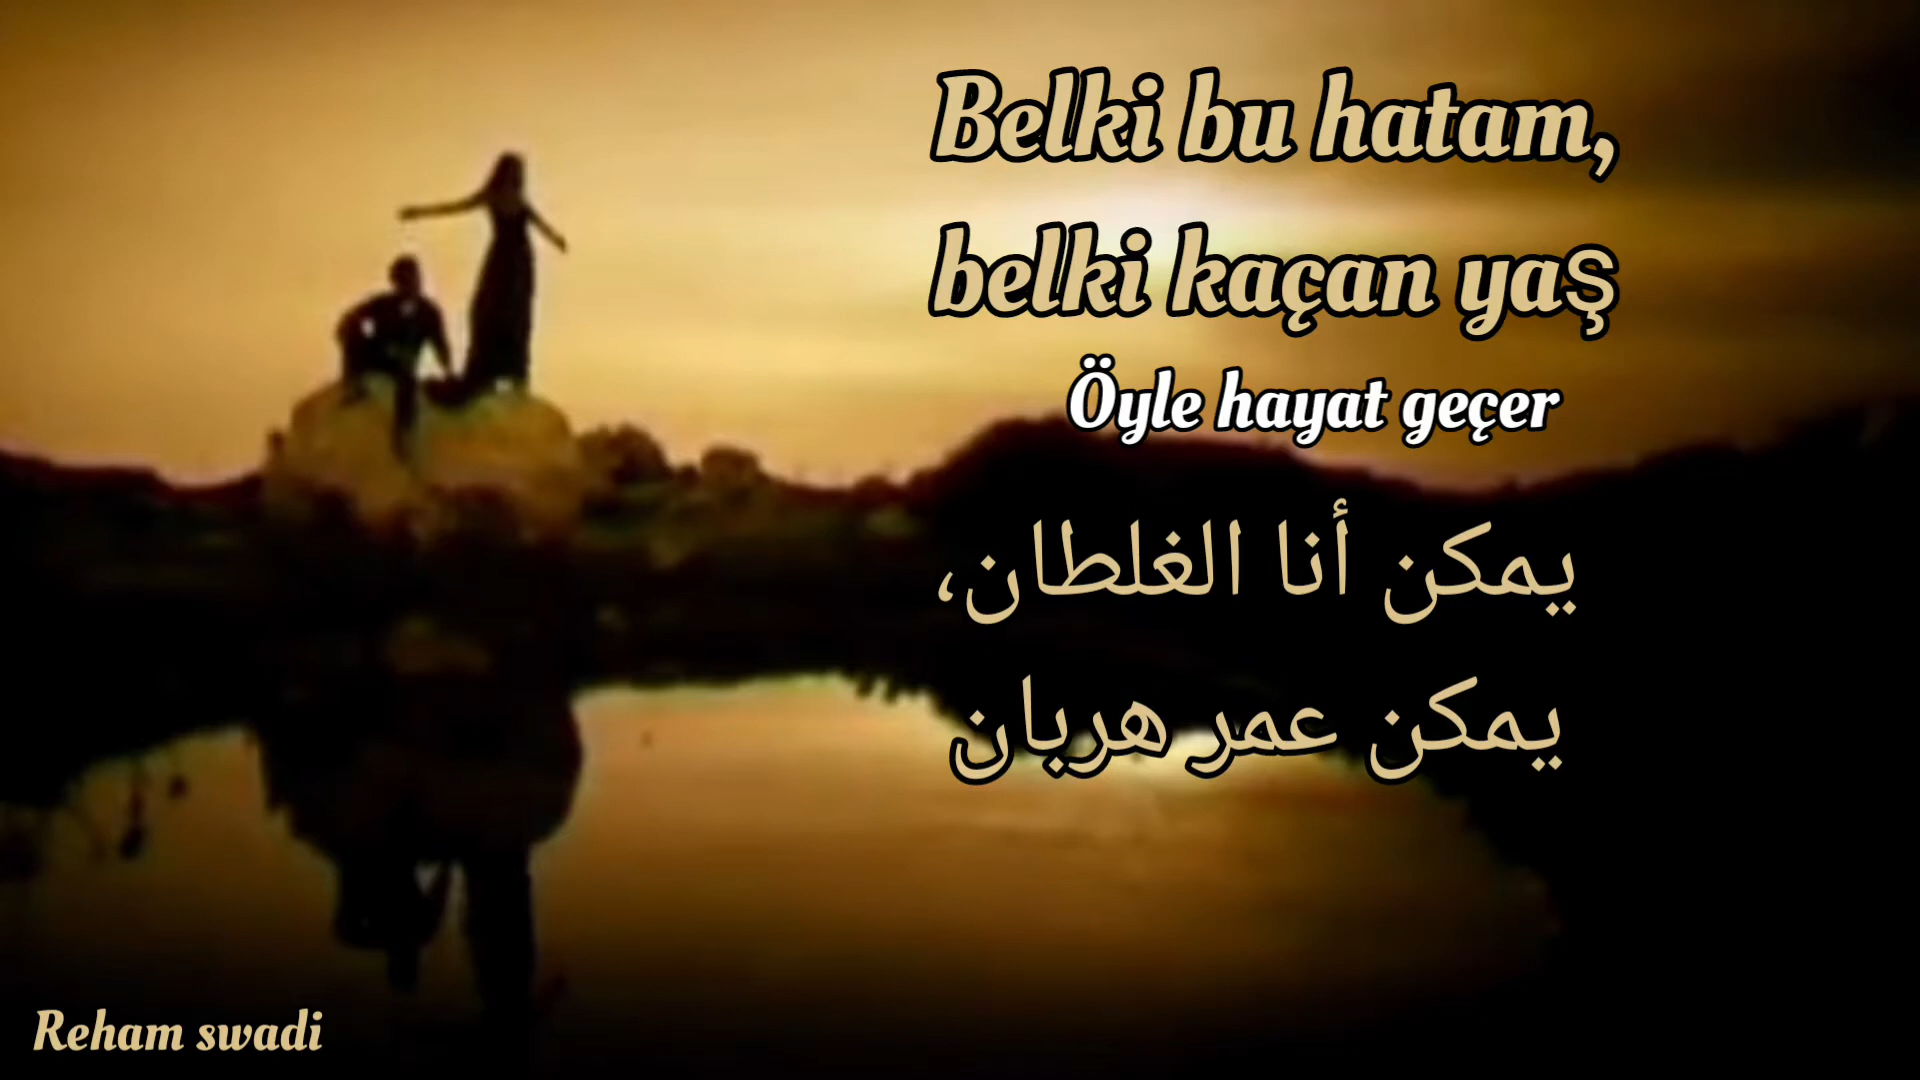 Belki bu hatam,
belki kaçan yaş
Öyle hayat geçer
يمكن أنا الغلطان،
يمكن عمر هربان
Reham swadi